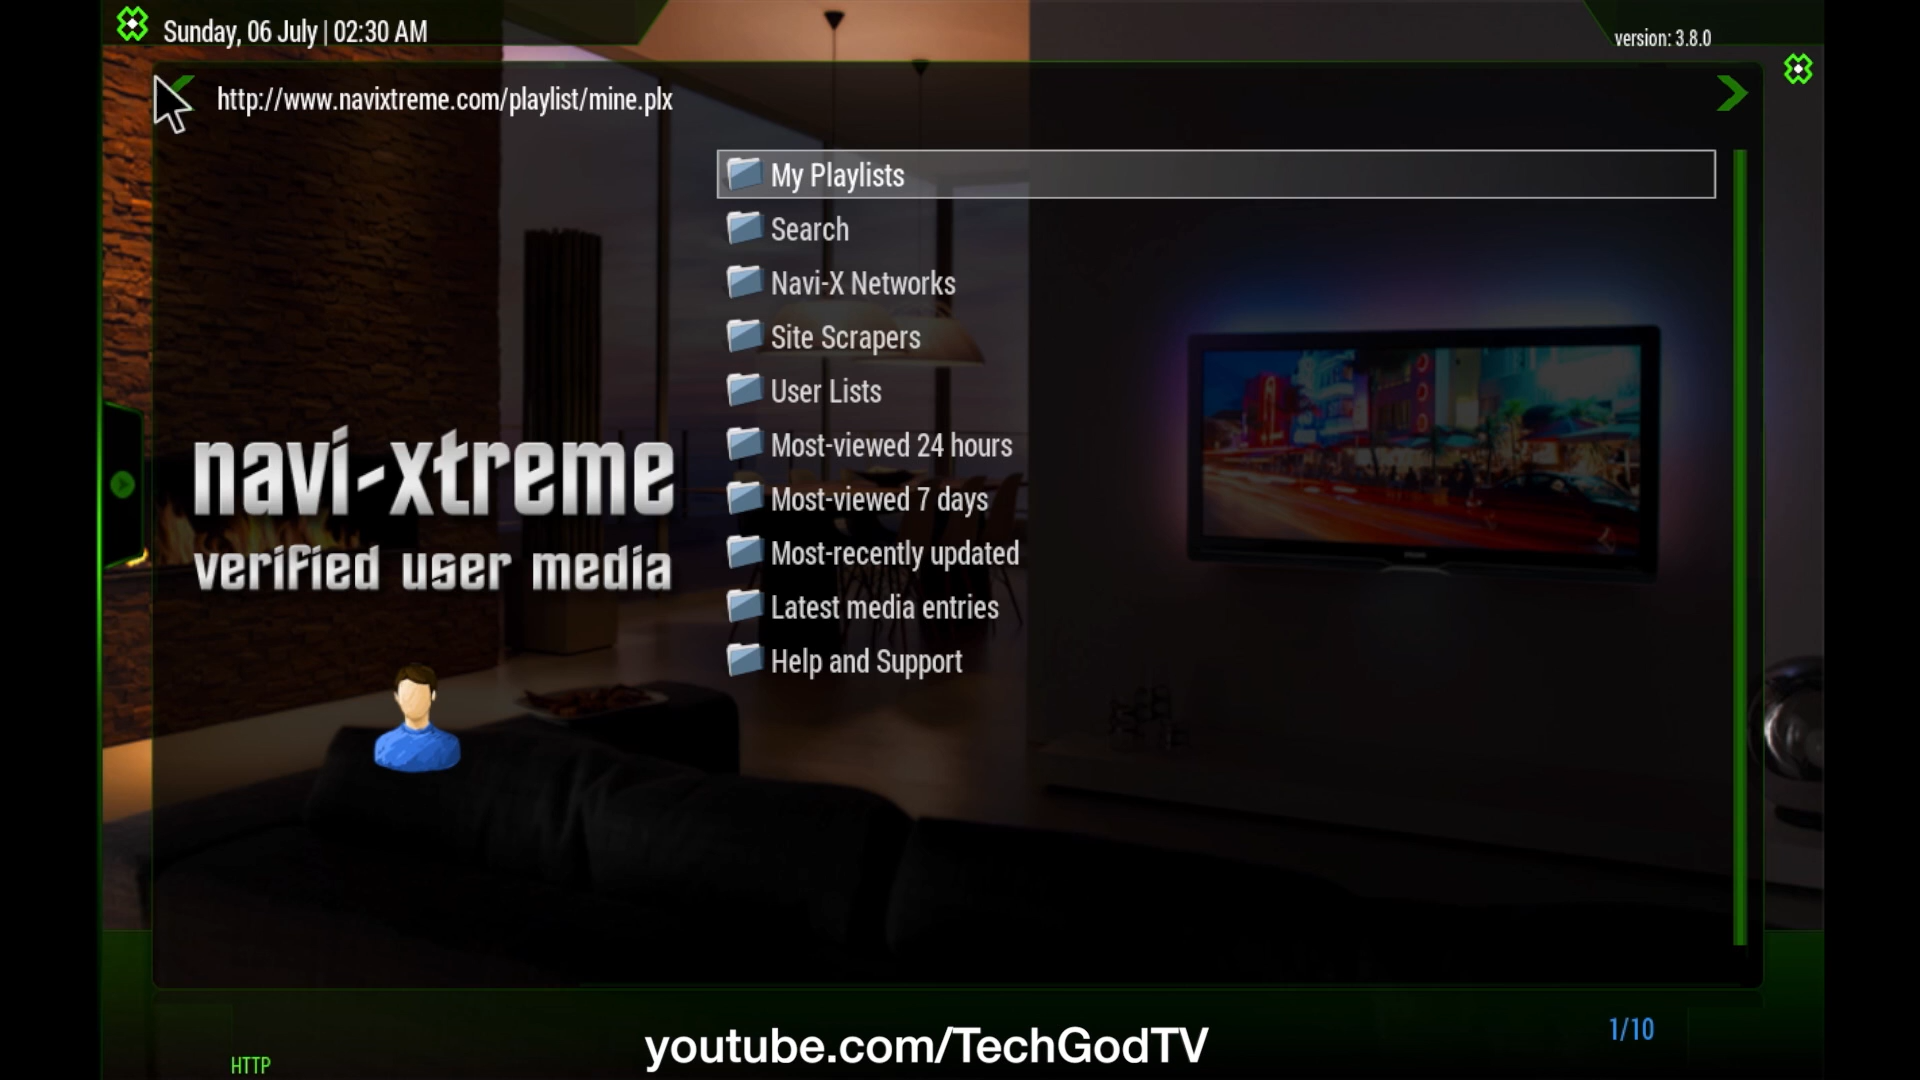 Sunday, 06 July | 02:30 AM
version: 3.8.0
http://www.navixtreme.com/playlist/mine.plx
My Playlists
Search
Navi-X Networks
Site Scrapers
User Lists
Most-viewed 24 hours
Most-viewed 7 days
Most-recently updated
Latest media entries
Help and Support
navi-xtreme
verified user media
1/10
youtube.com/TechGodTV
HTTP